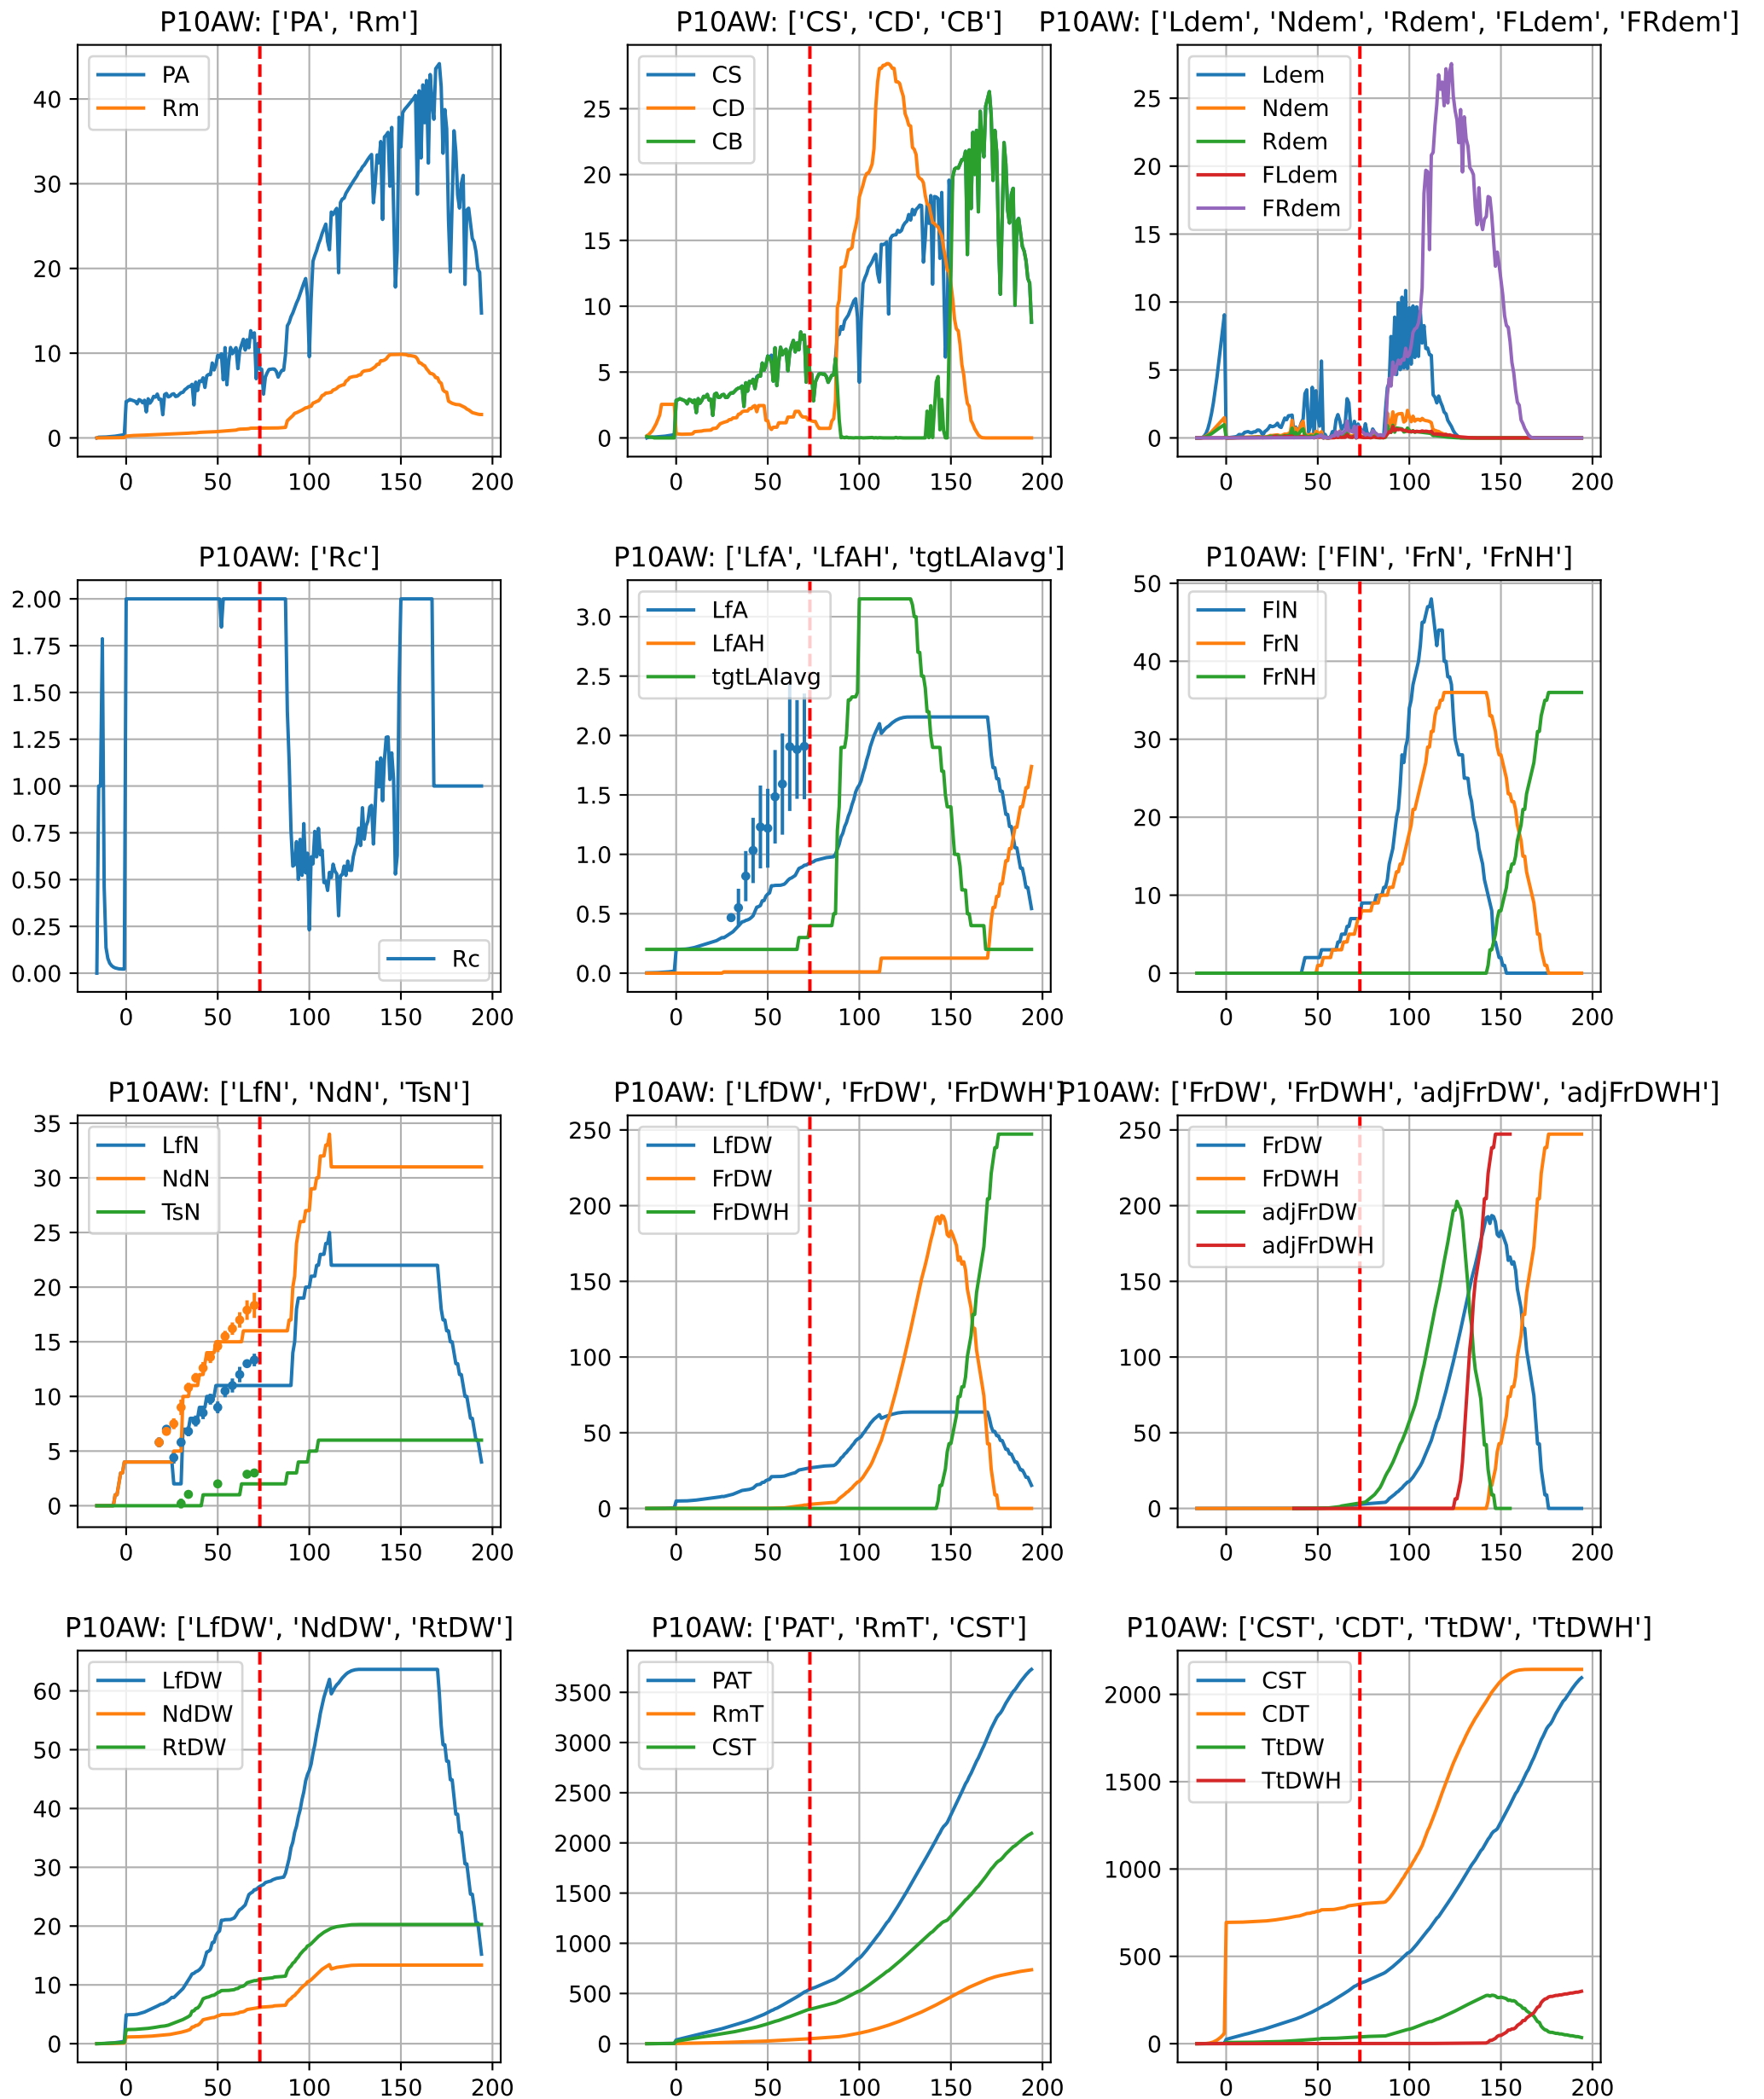 P10AW: ['PA', 'Rm']
PA
Rm
0
10
20
30
40
0 50 100 150 200
P10AW: ['CS', 'CD', 'CB']
CS
CD
CB
0
5
10
15
20
25
0 50 100 150 200
P10AW: ['Ldem', 'Ndem', 'Rdem', 'FLdem', 'FRdem']
Ldem
Ndem
Rdem
FLdem
FRdem
0
5
10
15
20
25
0 50 100 150 200
P10AW: ['Rc']
2.00
1.75
1.50
1.25
1.00
0.75
0.50
0.25
0.00
Rc
0 50 100 150 200
P10AW: ['LfA', 'LfAH', 'tgtLAIavg']
LfA
LfAH
tgtLAIavg
3.0
2.5
2.0
1.5
1.0
0.5
0.0
0 50 100 150 200
P10AW: ['FlN', 'FrN', 'FrNH']
FlN
FrN
FrNH
50
40
30
20
10
0
0 50 100 150 200
P10AW: ['LfN', 'NdN', 'TsN']
LfN
NdN
TsN
35
30
25
20
15
10
5
0
0 50 100 150 200
P10AW: ['LfDW', 'FrDW', 'FrDWH']
LfDW
FrDW
FrDWH
250
200
150
100
50
0
0 50 100 150 200
P10AW: ['FrDW', 'FrDWH', 'adjFrDW', 'adjFrDWH']
FrDW
FrDWH
adjFrDW
adjFrDWH
250
200
150
100
50
0
0 50 100 150 200
P10AW: ['LfDW', 'NdDW', 'RtDW']
LfDW
NdDW
RtDW
60
50
40
30
20
10
0
0 50 100 150 200
P10AW: ['PAT', 'RmT', 'CST']
PAT
RmT
CST
3500
3000
2500
2000
1500
1000
500
0
0 50 100 150 200
P10AW: ['CST', 'CDT', 'TtDW', 'TtDWH']
CST
CDT
TtDW
TtDWH
2000
1500
1000
500
0
0 50 100 150 200